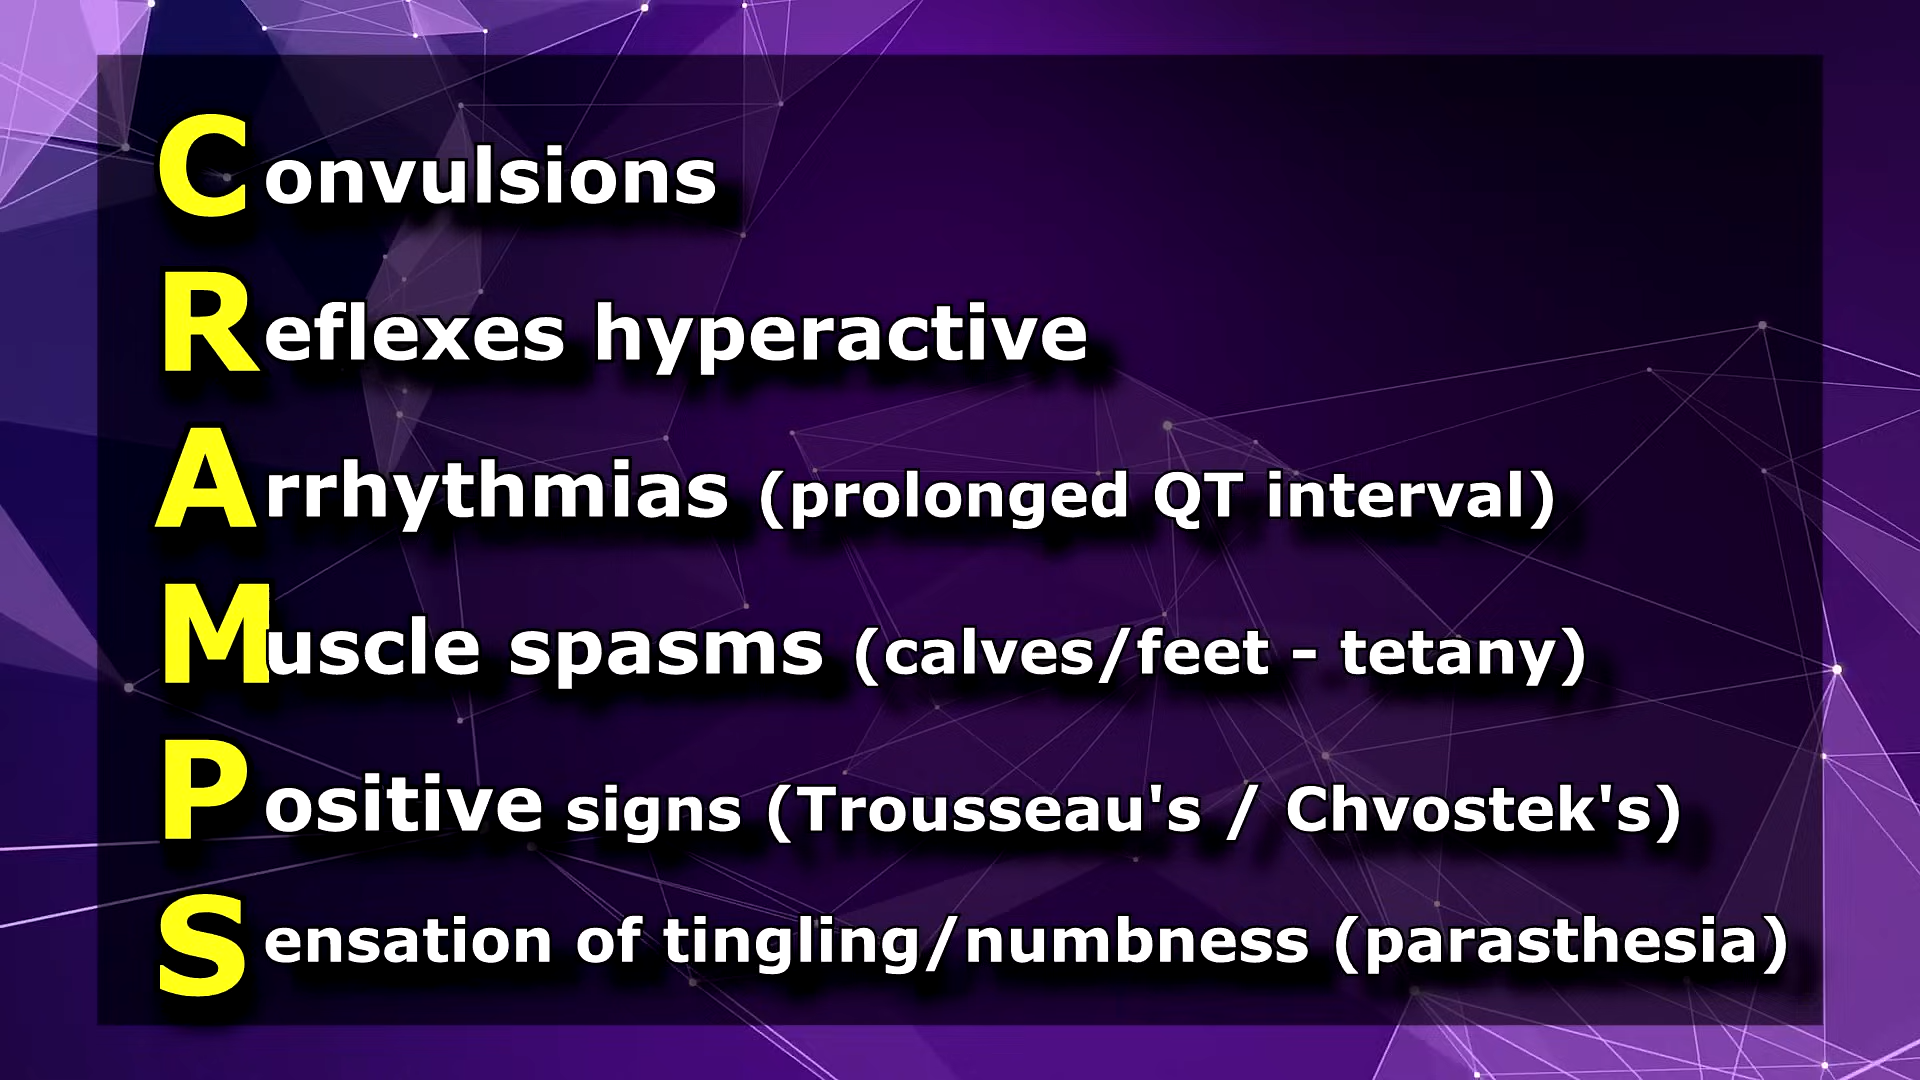 Convulsions
Reflexes hyperactive
Arrhythmias (prolonged QT interval)
Muscle spasms (calves/feet - tetany)
Positive signs (Trousseau's / Chvostek's)
Sensation of tingling/numbness (parasthesia)